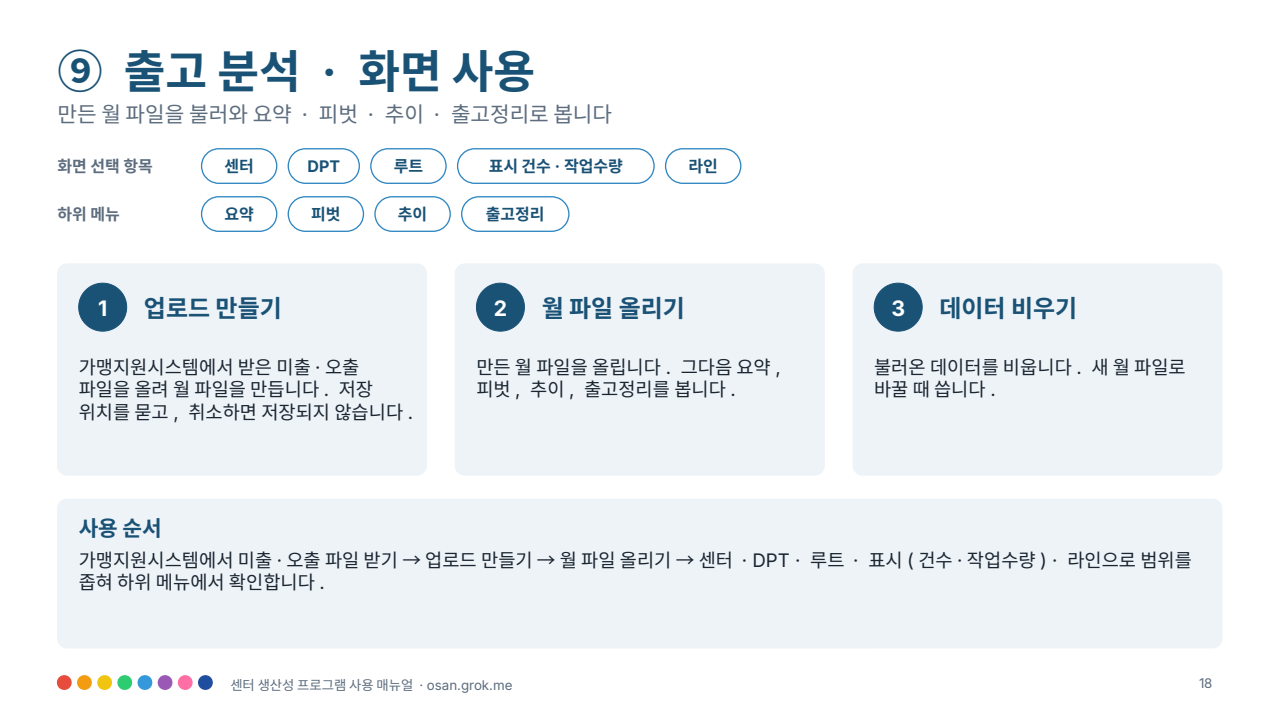 ⑨ 출고 분석 · 화면 사용
만든 월 파일을 불러와 요약 · 피벗 · 추이 · 출고정리로 봅니다
화면 선택 항목 센터 DPT 루트 표시 건수 · 작업수량 라인
하위 메뉴 요약 피벗 추이 출고정리
1 업로드 만들기
가맹지원시스템에서 받은 미출 · 오출
파일을 올려 월 파일을 만듭니다 . 저장
위치를 묻고 , 취소하면 저장되지 않습니다 .
2 월 파일 올리기
만든 월 파일을 올립니다 . 그다음 요약 ,
피벗 , 추이 , 출고정리를 봅니다 .
3 데이터 비우기
불러온 데이터를 비웁니다 . 새 월 파일로
바꿀 때 씁니다 .
사용 순서
가맹지원시스템에서 미출 · 오출 파일 받기 → 업로드 만들기 → 월 파일 올리기 → 센터 · DPT · 루트 · 표시 ( 건수 · 작업수량 ) · 라인으로 범위를
좁혀 하위 메뉴에서 확인합니다 .
센터 생산성 프로그램 사용 매뉴얼 · osan.grok.me
18